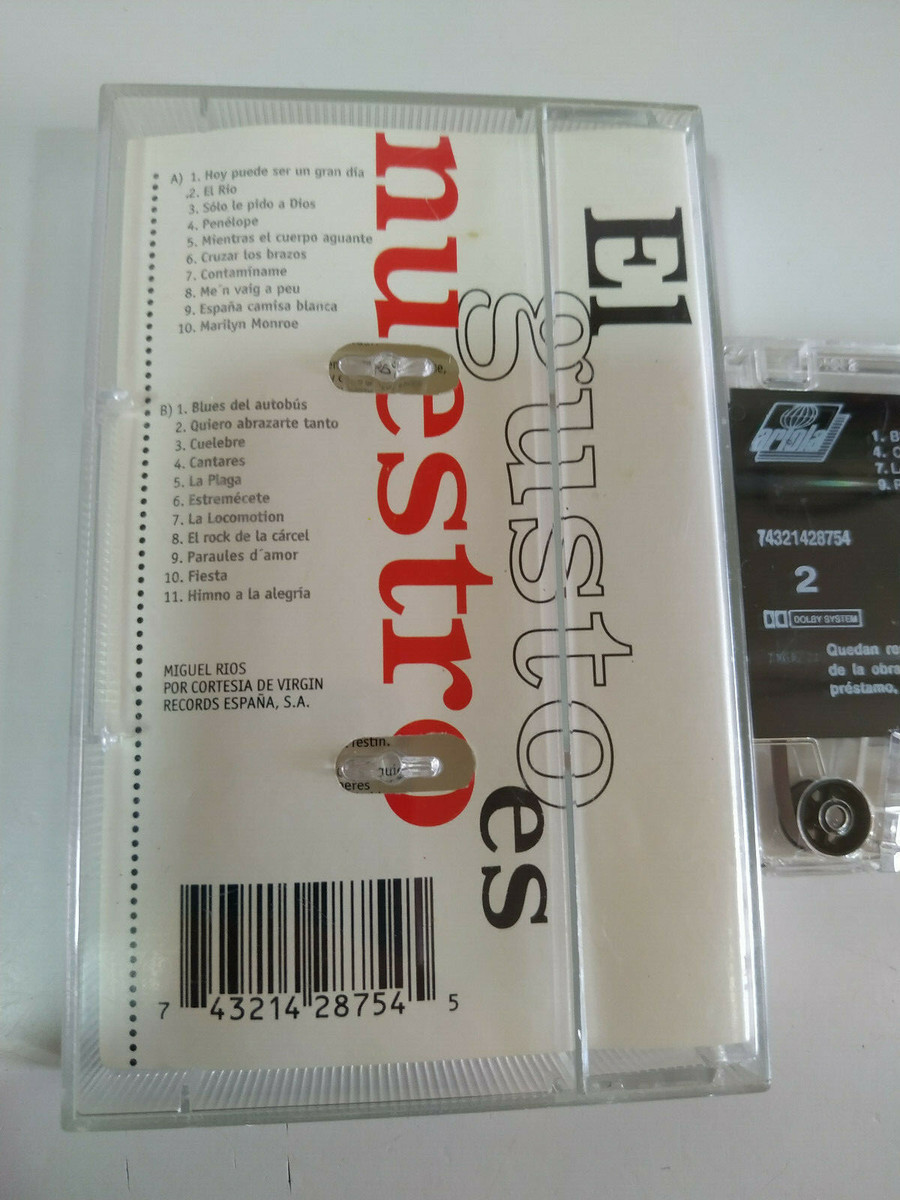 A) 1. Hoy puede ser un gran día
2. El Río
3. Sólo le pido a Dios
4. Penélope
5. Mientras el cuerpo aguante
6. Cruzar los brazos
7. Contamíname
8. Me´n vaig a peu
9. España camisa blanca
10. Marilyn Monroe
B) 1. Blues del autobús
2. Quiero abrazarte tanto
3. Cuelebre
4. Cantares
5. La Plaga
6. Estremécete
7. La Locomotion
8. El rock de la cárcel
9. Paraules d´amor
10. Fiesta
11. Himno a la alegría
MIGUEL RIOS
POR CORTESIA DE VIRGIN
RECORDS ESPAÑA, S.A.
7 43214 28754 5
El
gusto
es
nuestro
ariola
1. B
4. C
7. L
9. P
74321428754
2
DOLBY SYSTEM
Quedan re
de la obra
préstamo,